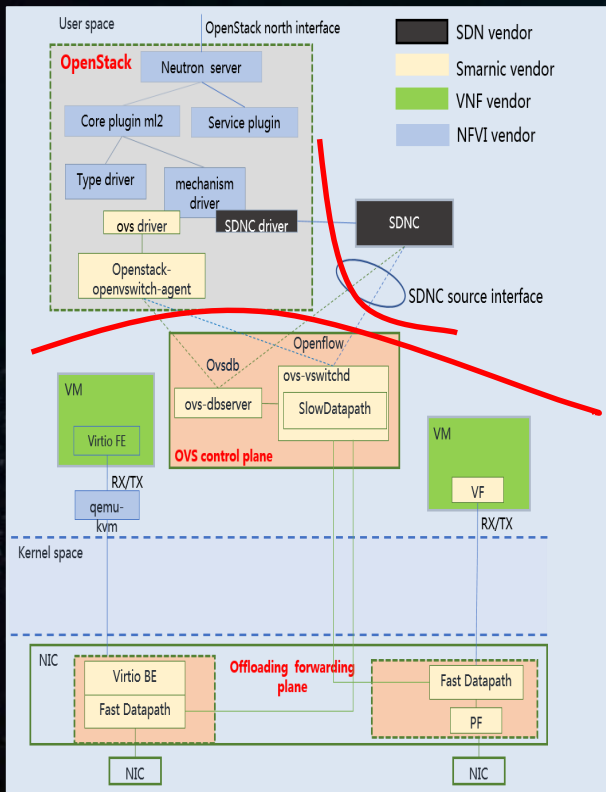 User space
OpenStack north interface
OpenStack
Neutron server
Core plugin ml2
Service plugin
Type driver
mechanism
driver
ovs driver
SDNC driver
Openstack-
openvswitch-agent
SDN vendor
Smarnic vendor
VNF vendor
NFVI vendor
SDNC
SDNC source interface
Openflow
Ovsdb
ovs-vswitchd
ovs-dbserver
SlowDatapath
OVS control plane
VM
Virtio FE
RX/TX
qemu-
kvm
VM
VF
RX/TX
Kernel space
NIC
Virtio BE
Fast Datapath
Offloading forwarding
plane
Fast Datapath
PF
NIC
NIC